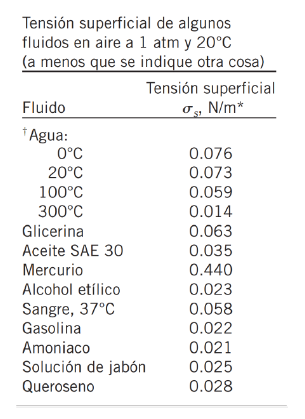 Tensión superficial de algunos
fluidos en aire a 1 atm y 20°C
(a menos que se indique otra cosa)
Tensión superficial
Fluido σs, N/m*
†Agua:
0°C 0.076
20°C 0.073
100°C 0.059
300°C 0.014
Glicerina 0.063
Aceite SAE 30 0.035
Mercurio 0.440
Alcohol etílico 0.023
Sangre, 37°C 0.058
Gasolina 0.022
Amoniaco 0.021
Solución de jabón 0.025
Queroseno 0.028